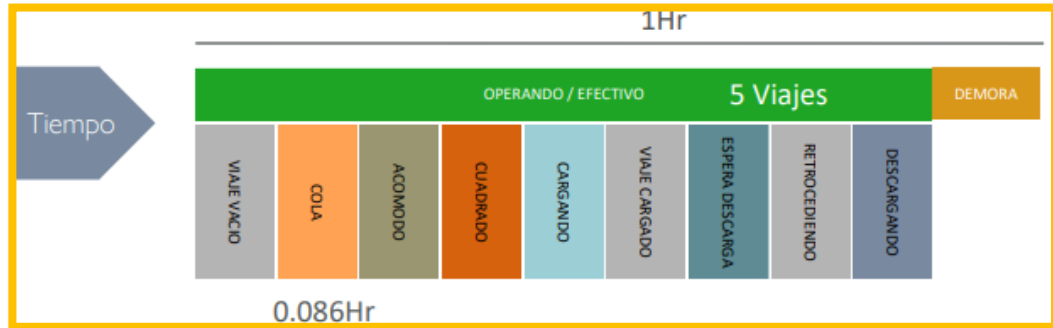 1Hr
Tiempo
OPERANDO / EFECTIVO
5 Viajes
DEMORA
VIAJE VACIO
COLA
ACOMODO
CUADRADO
CARGANDO
VIAJE CARGADO
ESPERA DESCARGA
RETROCEDIENDO
DESCARGANDO
0.086Hr